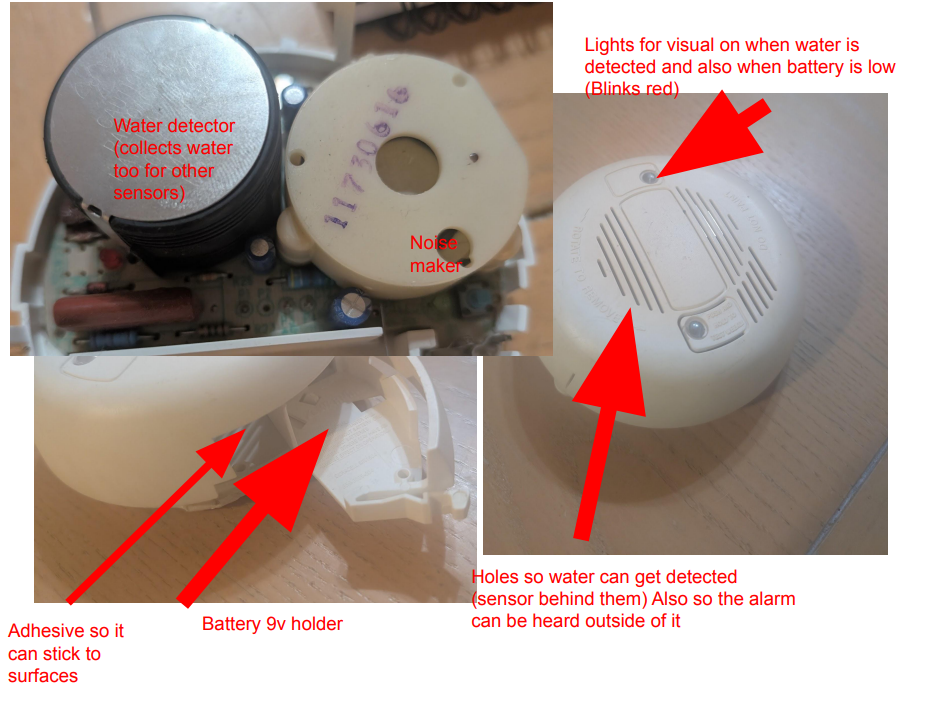 Lights for visual on when water is
detected and also when battery is low
(Blinks red)
Water detector
(collects water
too for other
sensors)
11730616
Noise
maker
Holes so water can get detected
(sensor behind them) Also so the alarm
can be heard outside of it
Battery 9v holder
Adhesive so it
can stick to
surfaces